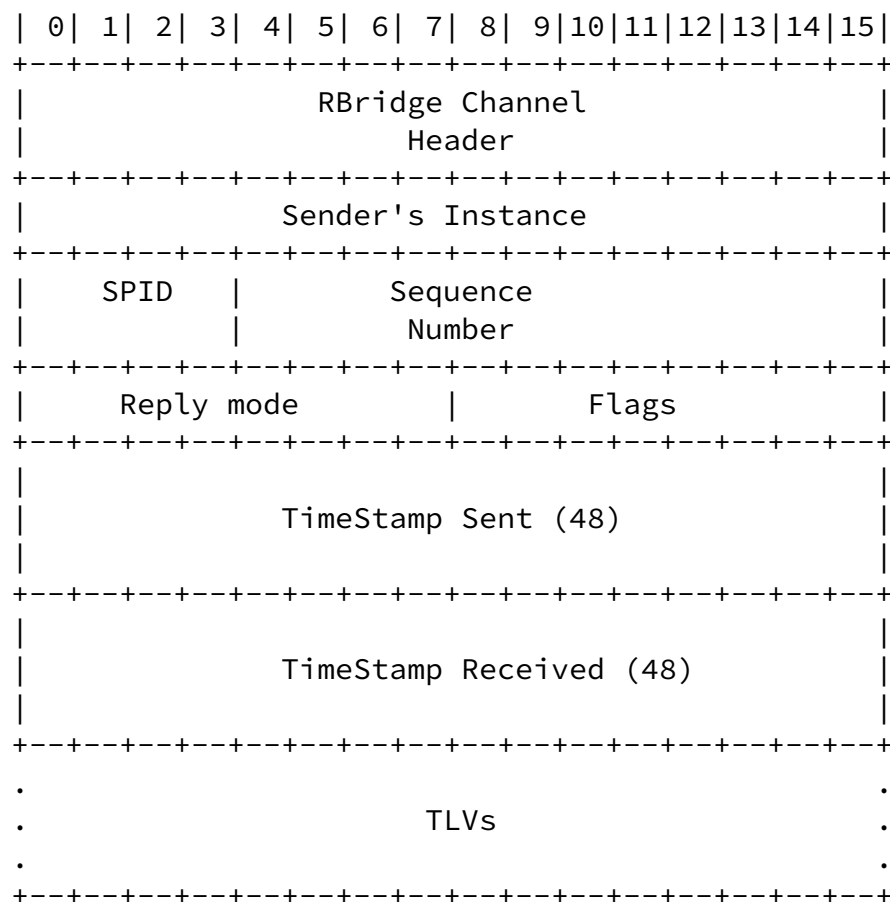 | 0| 1| 2| 3| 4| 5| 6| 7| 8| 9|10|11|12|13|14|15|
+--+--+--+--+--+--+--+--+--+--+--+--+--+--+--+--+
|                RBridge Channel                |
|                     Header                    |
+--+--+--+--+--+--+--+--+--+--+--+--+--+--+--+--+
|              Sender's Instance                |
+--+--+--+--+--+--+--+--+--+--+--+--+--+--+--+--+
|    SPID   |        Sequence                   |
|           |         Number                    |
+--+--+--+--+--+--+--+--+--+--+--+--+--+--+--+--+
|     Reply mode        |       Flags           |
+--+--+--+--+--+--+--+--+--+--+--+--+--+--+--+--+
|                                               |
|              TimeStamp Sent (48)              |
|                                               |
+--+--+--+--+--+--+--+--+--+--+--+--+--+--+--+--+
|                                               |
|              TimeStamp Received (48)          |
|                                               |
+--+--+--+--+--+--+--+--+--+--+--+--+--+--+--+--+
.                                               .
.                      TLVs                     .
.                                               .
+--+--+--+--+--+--+--+--+--+--+--+--+--+--+--+--+